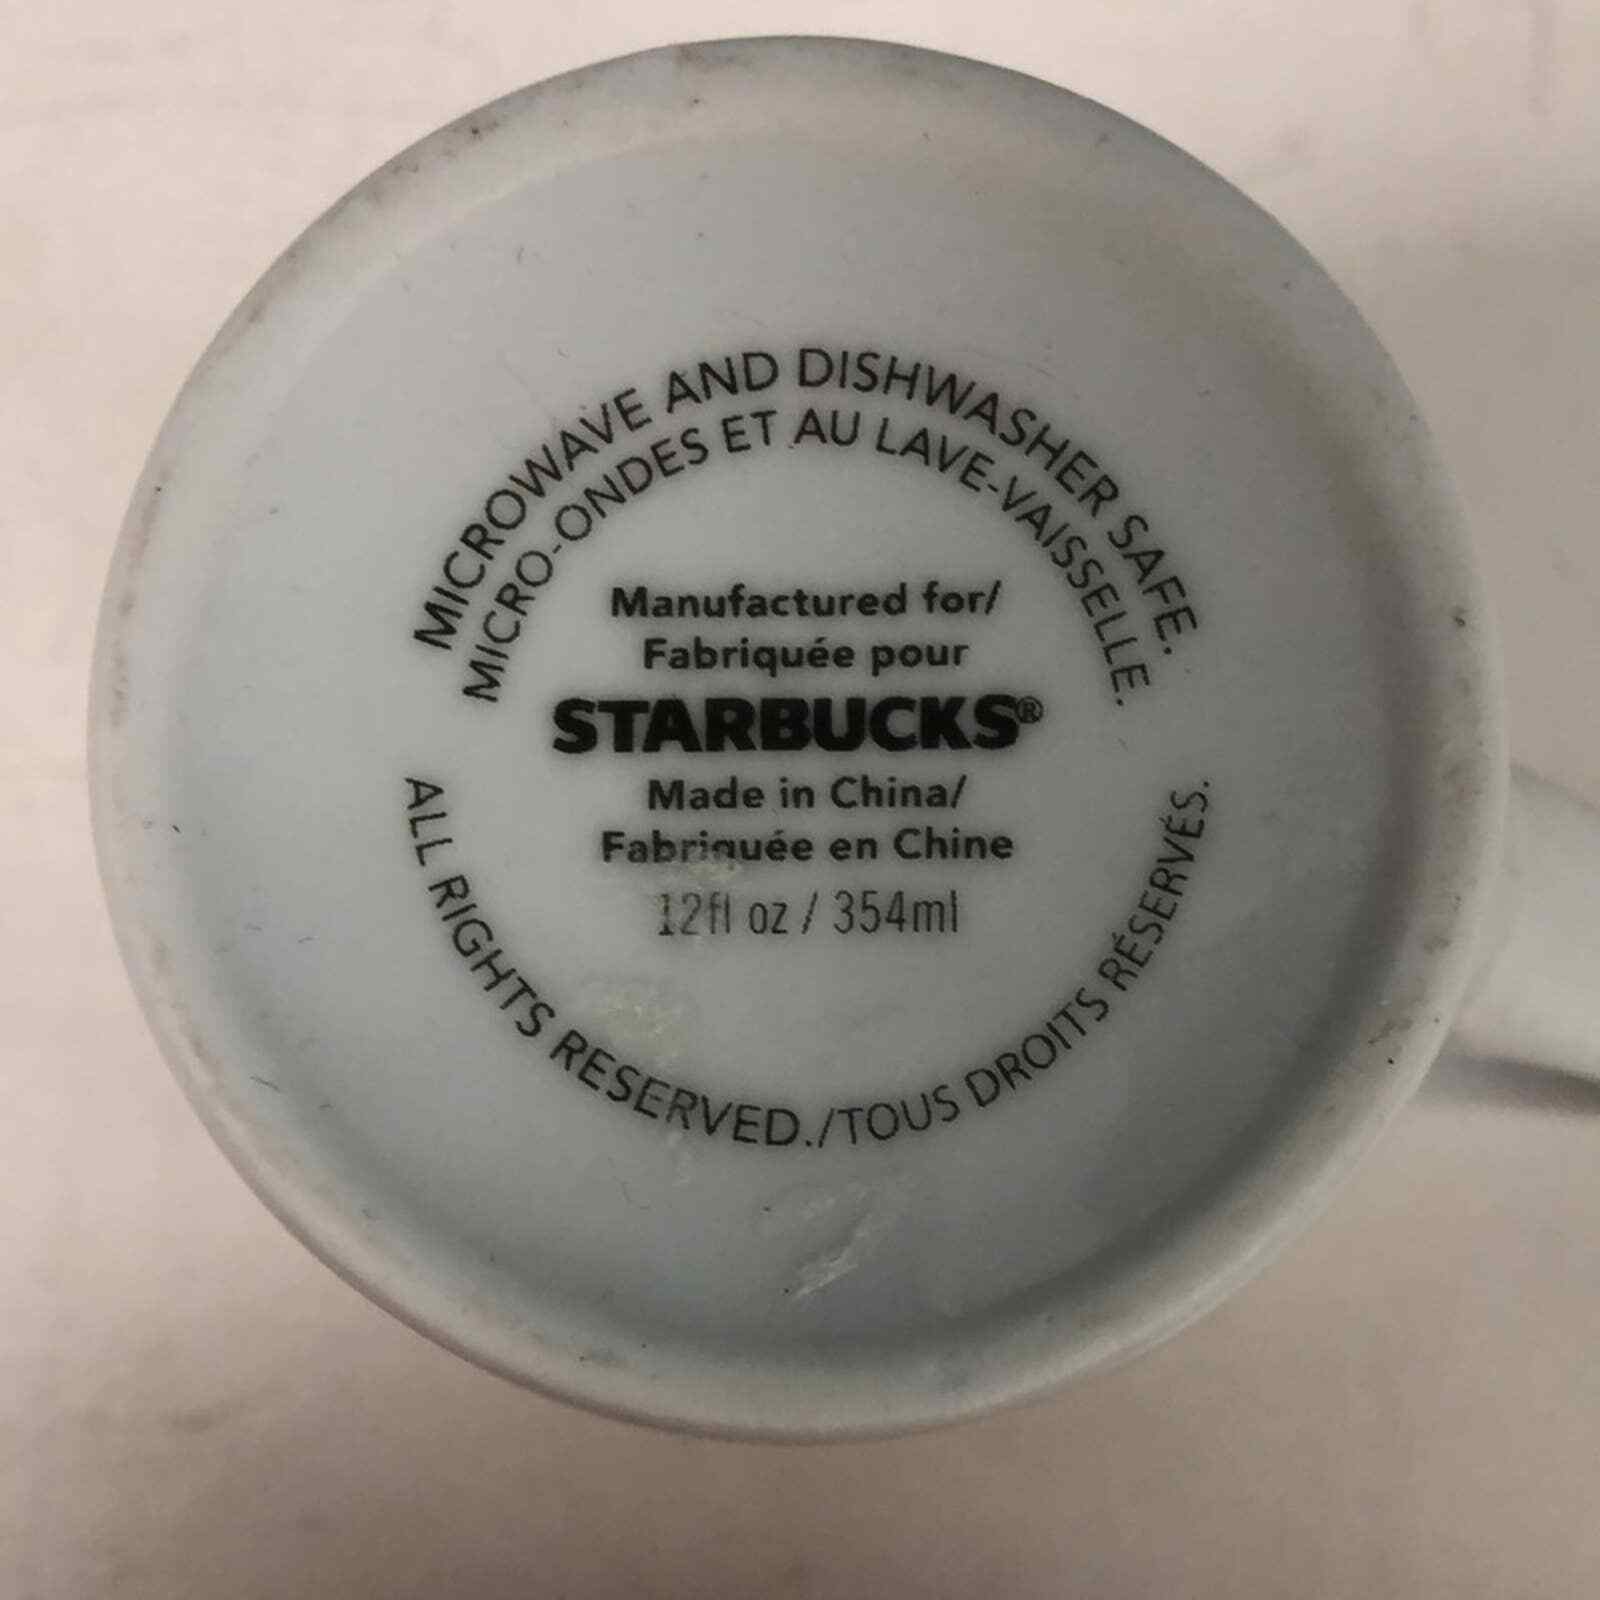 MICROWAVE AND DISHWASHER SAFE.
MICRO-ONDES ET AU LAVE-VAISSELLE.
Manufactured for/
Fabriquée pour
STARBUCKS®
Made in China/
Fabriquée en Chine
12fl oz / 354ml
ALL RIGHTS RESERVED./TOUS DROITS RÉSERVÉS.